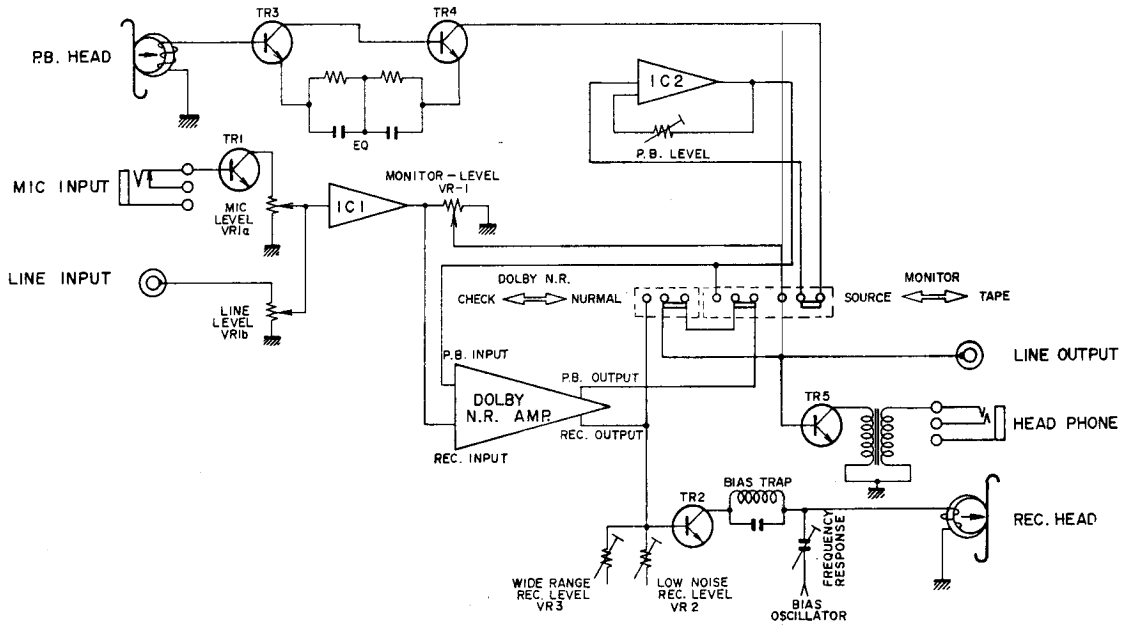 TR3
TR4
P.B. HEAD
EQ
IC2
P.B. LEVEL
TR1
MIC INPUT
MIC
LEVEL
VR1a
MONITOR-LEVEL
VR-1
IC1
LINE INPUT
LINE
LEVEL
VR1b
DOLBY N.R.
CHECK
NORMAL
SOURCE
MONITOR
TAPE
P.B. INPUT
DOLBY
N.R. AMP.
REC. INPUT
P.B. OUTPUT
REC. OUTPUT
LINE OUTPUT
TR5
HEAD PHONE
TR2
BIAS TRAP
FREQUENCY
RESPONSE
REC. HEAD
WIDE RANGE
REC. LEVEL
VR3
LOW NOISE
REC. LEVEL
VR2
BIAS
OSCILLATOR